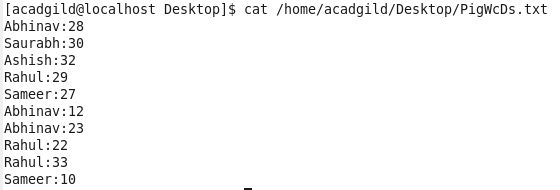 [acadgild@localhost Desktop]$ cat /home/acadgild/Desktop/PigWcDs.txt
Abhinav:28
Saurabh:30
Ashish:32
Rahul:29
Sameer:27
Abhinav:12
Abhinav:23
Rahul:22
Rahul:33
Sameer:10